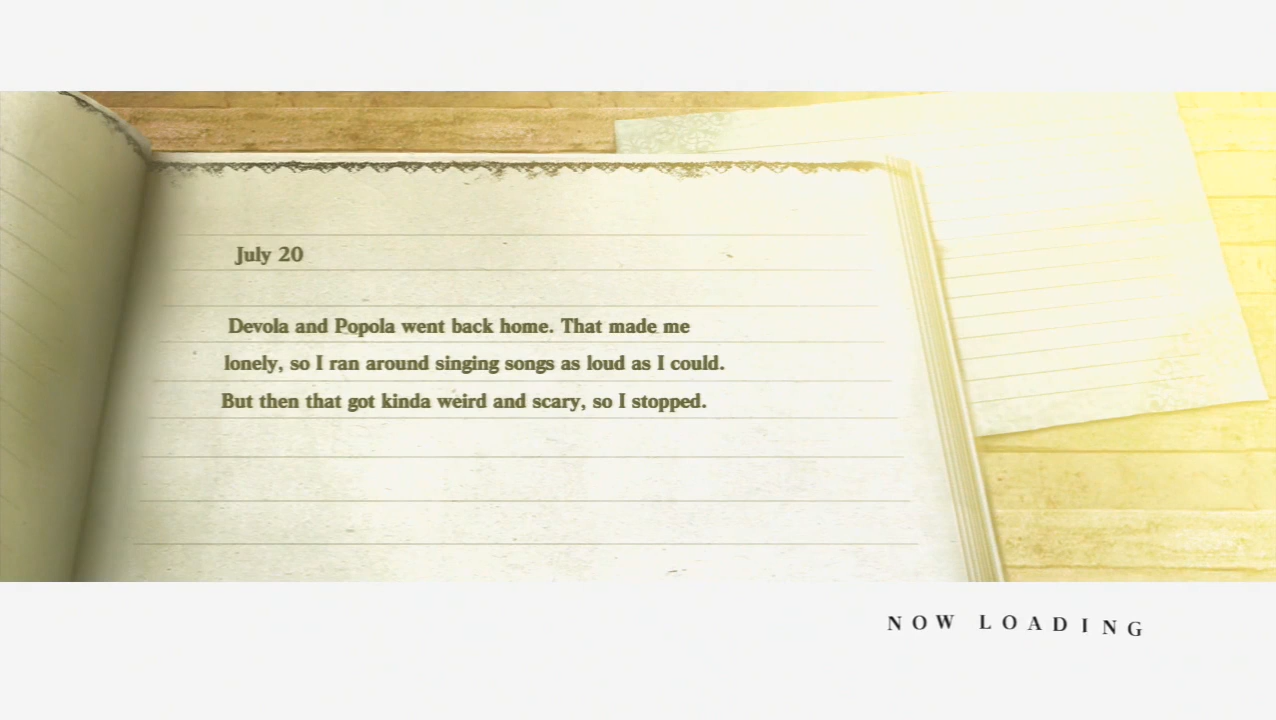 July 20
Devola and Popola went back home. That made me
lonely, so I ran around singing songs as loud as I could.
But then that got kinda weird and scary, so I stopped.
NOW LOADING